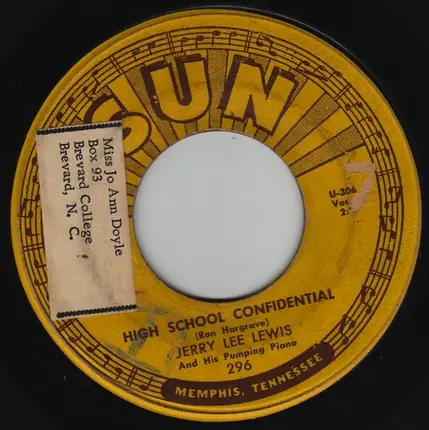 SUN
Miss Jo Ann Doyle
Box 93
Brevard College
Brevard, N. C.
U-306
HIGH SCHOOL CONFIDENTIAL
(Ron Hargrave)
JERRY LEE LEWIS
And His Pumping Piano
296
MEMPHIS, TENNESSEE